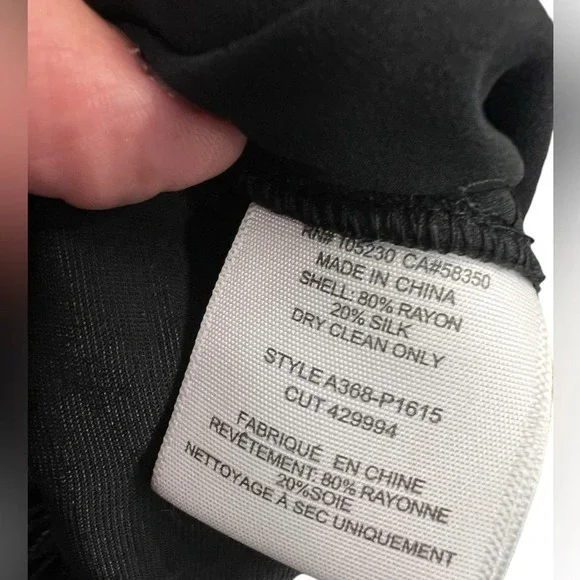 RN# 105230 CA#58350
MADE IN CHINA
SHELL: 80% RAYON
20% SILK
DRY CLEAN ONLY
STYLE A368-P1615
CUT 429994
FABRIQUÉ EN CHINE
REVÊTEMENT: 80% RAYONNE
20%SOIE
NETTOYAGE À SEC UNIQUEMENT